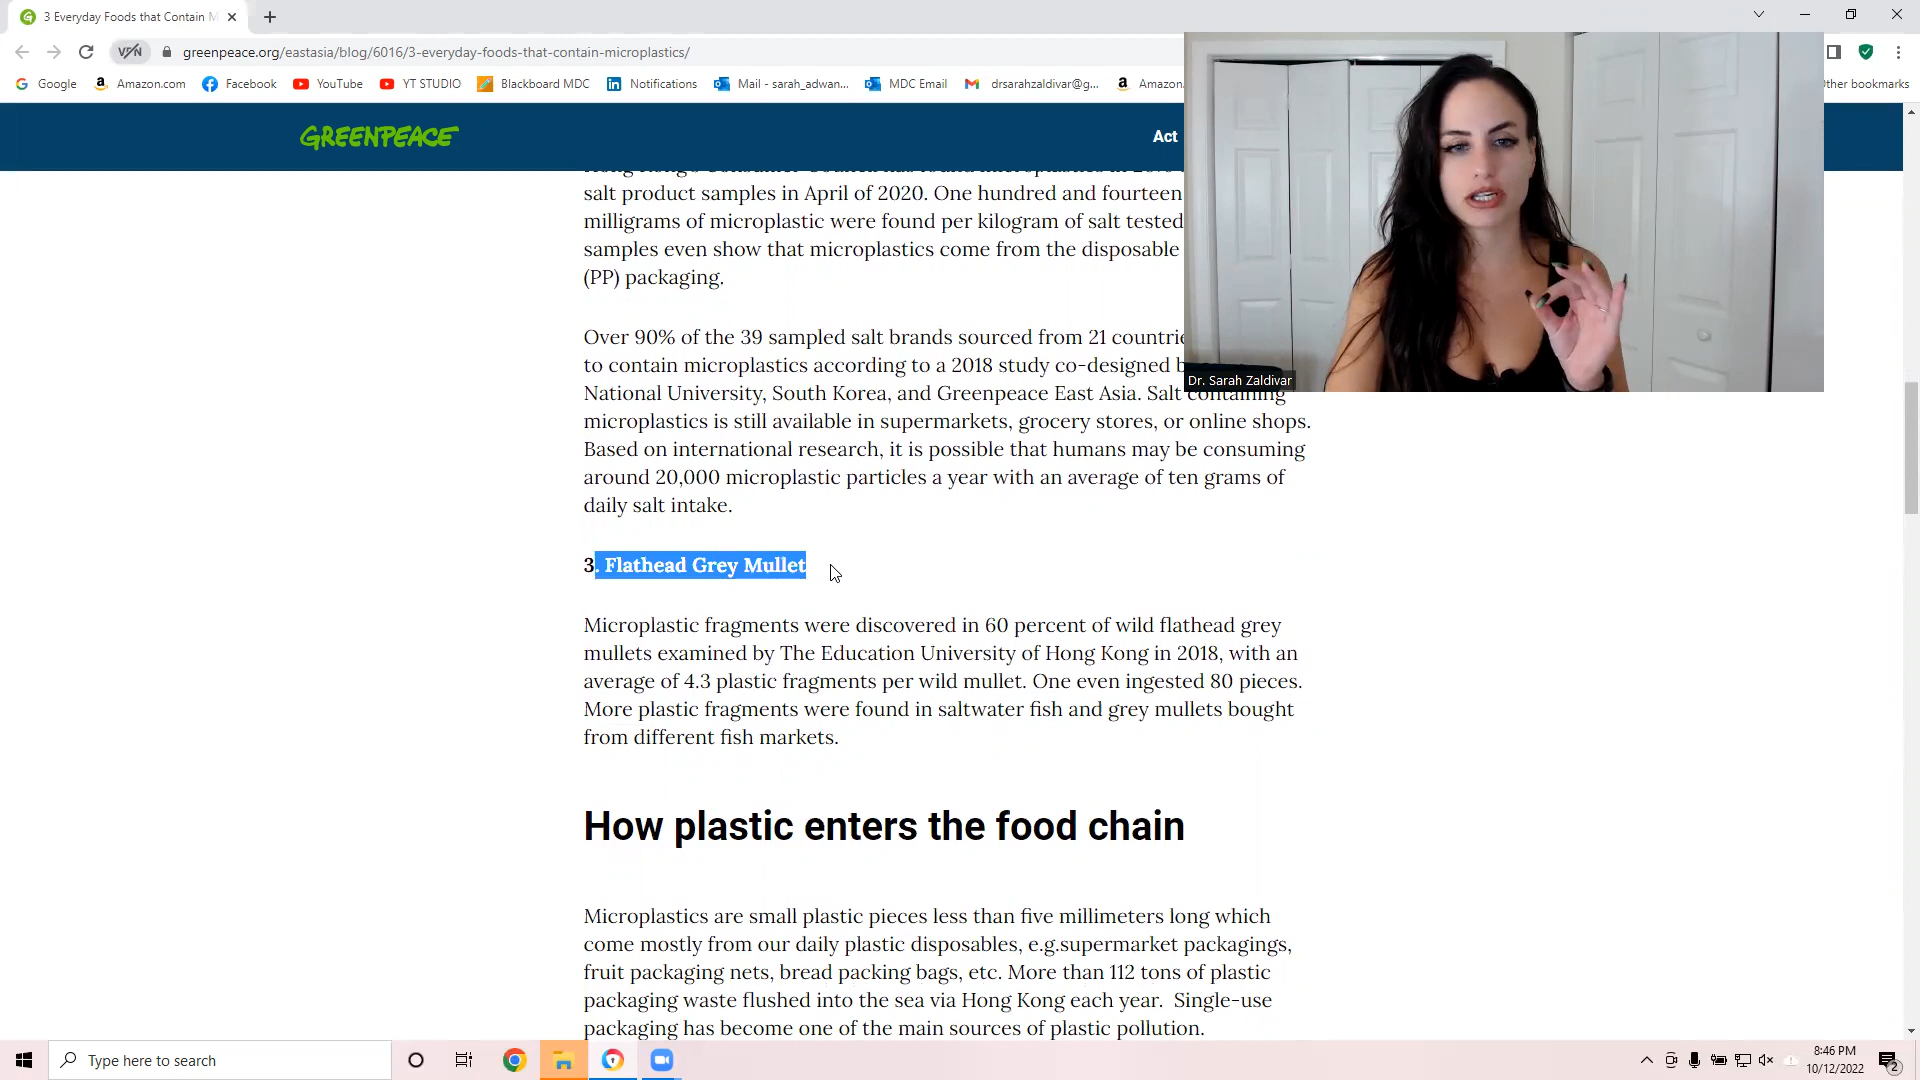 3 Everyday Foods that Contain M
VPN
greenpeace.org/eastasia/blog/6016/3-everyday-foods-that-contain-microplastics/
Google Amazon.com Facebook YouTube YT STUDIO Blackboard MDC Notifications Mail - sarah_adwan... MDC Email drsarahzaldivar@g... Amazon. ther bookmarks
GREENPEACE
Act
salt product samples in April of 2020. One hundred and fourteen
milligrams of microplastic were found per kilogram of salt tested
samples even show that microplastics come from the disposable
(PP) packaging.
Over 90% of the 39 sampled salt brands sourced from 21 countrie
to contain microplastics according to a 2018 study co-designed b
National University, South Korea, and Greenpeace East Asia. Salt containing
microplastics is still available in supermarkets, grocery stores, or online shops.
Based on international research, it is possible that humans may be consuming
around 20,000 microplastic particles a year with an average of ten grams of
daily salt intake.
Dr. Sarah Zaldivar
3. Flathead Grey Mullet
Microplastic fragments were discovered in 60 percent of wild flathead grey
mullets examined by The Education University of Hong Kong in 2018, with an
average of 4.3 plastic fragments per wild mullet. One even ingested 80 pieces.
More plastic fragments were found in saltwater fish and grey mullets bought
from different fish markets.
How plastic enters the food chain
Microplastics are small plastic pieces less than five millimeters long which
come mostly from our daily plastic disposables, e.g.supermarket packagings,
fruit packaging nets, bread packing bags, etc. More than 112 tons of plastic
packaging waste flushed into the sea via Hong Kong each year. Single-use
packaging has become one of the main sources of plastic pollution.
Type here to search
8:46 PM
10/12/2022
2